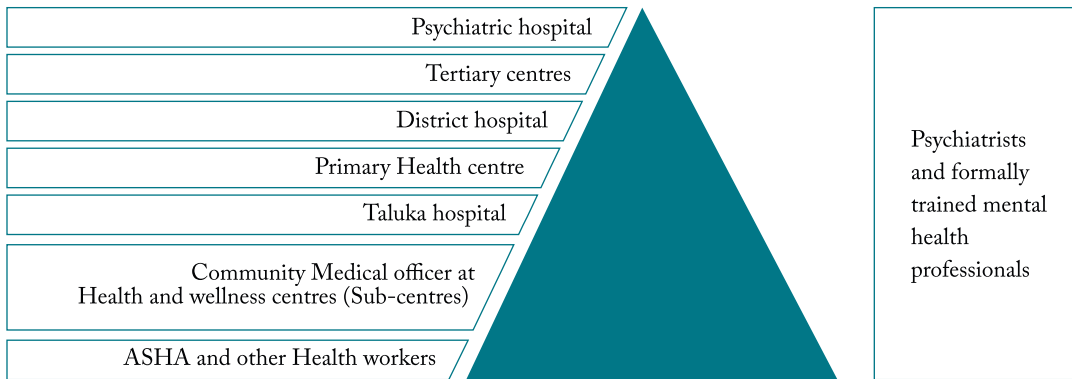 Psychiatric hospital
Tertiary centres
District hospital
Primary Health centre
Taluka hospital
Community Medical officer at
Health and wellness centres (Sub-centres)
ASHA and other Health workers
Psychiatrists
and formally
trained mental
health
professionals